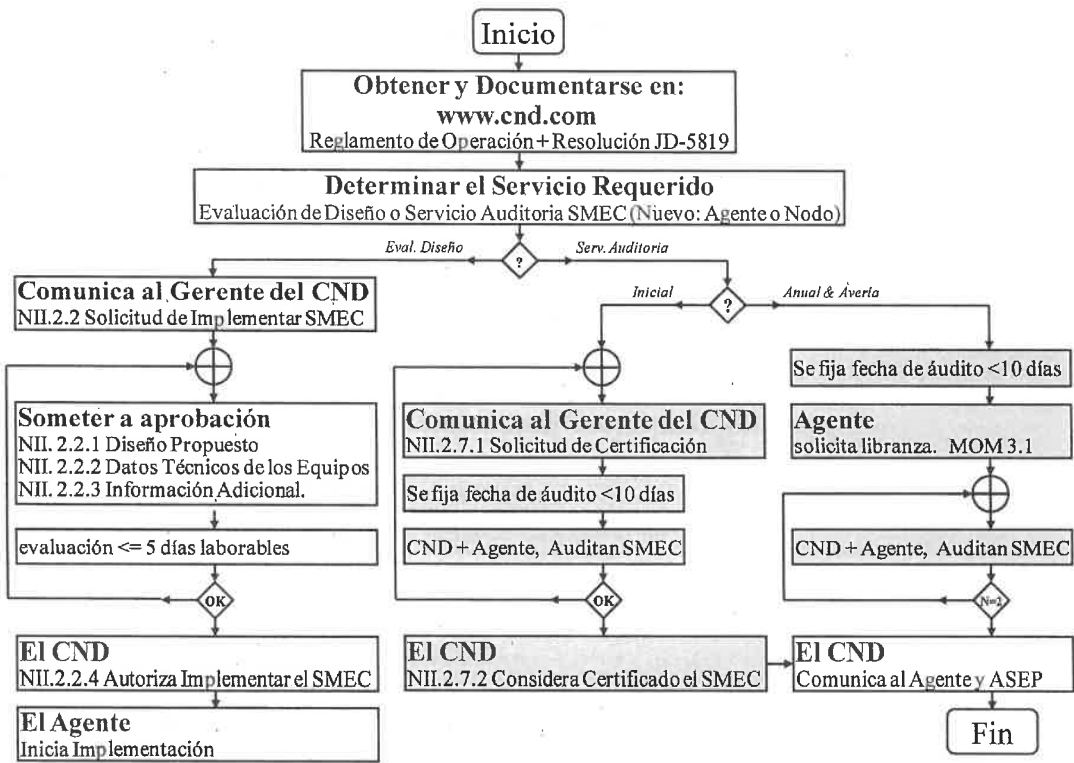 Inicio
Obtener y Documentarse en:
www.cnd.com
Reglamento de Operación + Resolución JD-5819
Determinar el Servicio Requerido
Evaluación de Diseño o Servicio Auditoria SMEC (Nuevo: Agente o Nodo)
Eval. Diseño
?
Serv. Auditoria
Comunica al Gerente del CND
NII.2.2 Solicitud de Implementar SMEC
Someter a aprobación
NII. 2.2.1 Diseño Propuesto
NII. 2.2.2 Datos Técnicos de los Equipos
NII. 2.2.3 Información Adicional.
evaluación <= 5 días laborables
OK
El CND
NII.2.2.4 Autoriza Implementar el SMEC
El Agente
Inicia Implementación
Inicial
?
Anual & Avería
Comunica al Gerente del CND
NII.2.7.1 Solicitud de Certificación
Se fija fecha de áudito <10 días
CND + Agente, Auditan SMEC
OK
El CND
NII.2.7.2 Considera Certificado el SMEC
Se fija fecha de áudito <10 días
Agente
solicita libranza. MOM 3.1
CND + Agente, Auditan SMEC
N=2
El CND
Comunica al Agente y ASEP
Fin